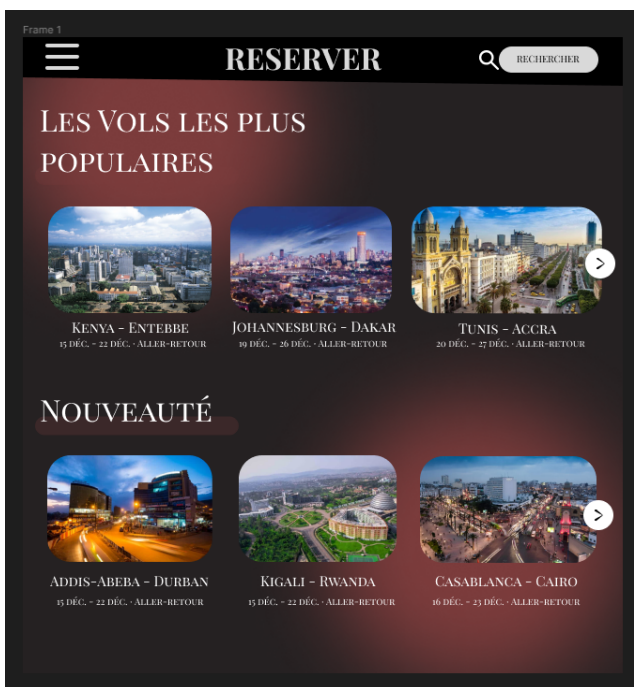 Frame 1
RESERVER
RECHERCHER
LES VOLS LES PLUS
POPULAIRES
KENYA - ENTEBBE
15 DÉC. - 22 DÉC. · ALLER-RETOUR
JOHANNESBURG - DAKAR
19 DÉC. - 26 DÉC. · ALLER-RETOUR
TUNIS - ACCRA
20 DÉC. - 27 DÉC. · ALLER-RETOUR
NOUVEAUTÉ
ADDIS-ABEBA - DURBAN
15 DÉC. - 22 DÉC. · ALLER-RETOUR
KIGALI - RWANDA
15 DÉC. - 22 DÉC. · ALLER-RETOUR
CASABLANCA - CAIRO
16 DÉC. - 23 DÉC. · ALLER-RETOUR